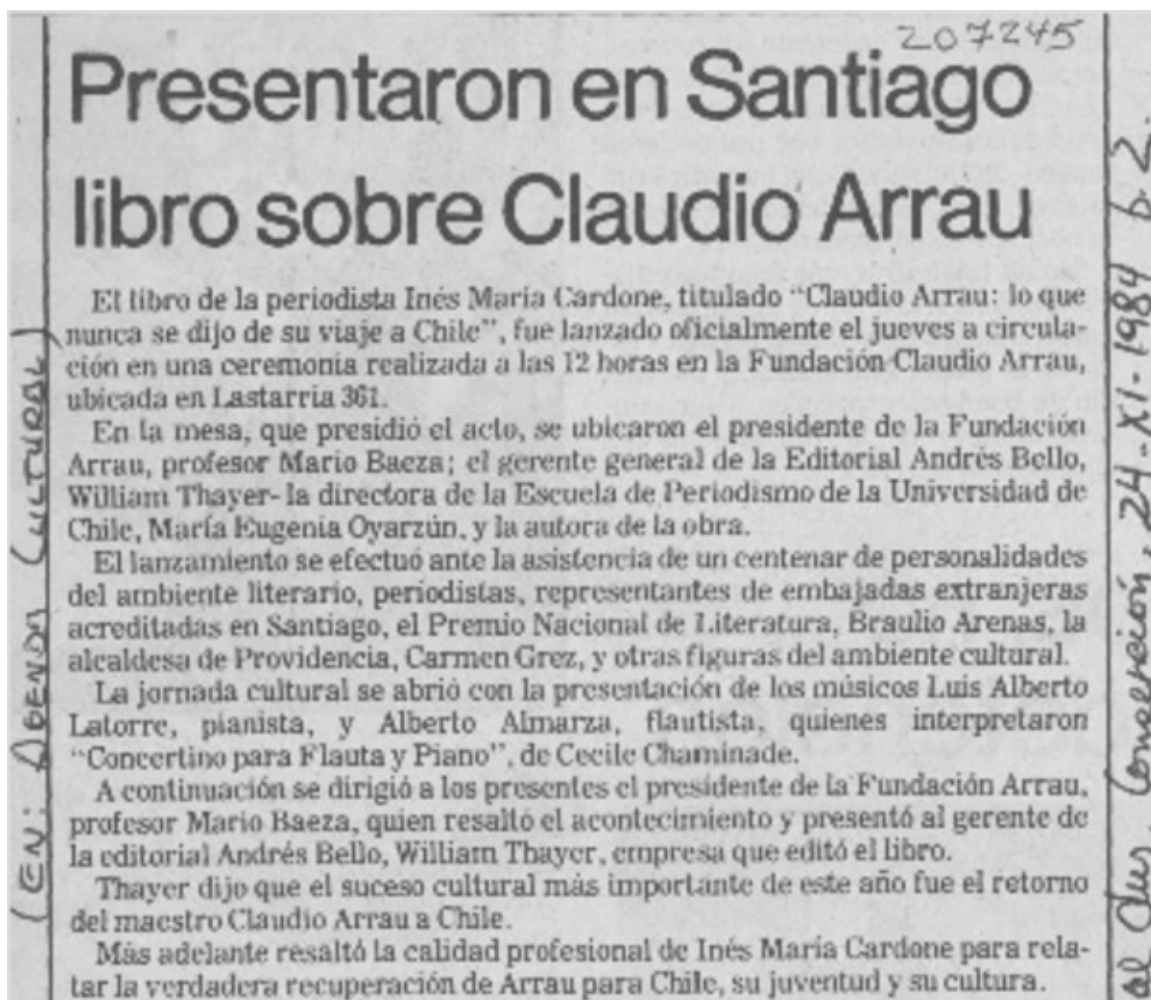 207245
Presentaron en Santiago
libro sobre Claudio Arrau
El libro de la periodista Inés María Cardone, titulado “Claudio Arrau: lo que
nunca se dijo de su viaje a Chile”, fue lanzado oficialmente el jueves a circula-
ción en una ceremonia realizada a las 12 horas en la Fundación Claudio Arrau,
ubicada en Lastarria 361.
En la mesa, que presidió el acto, se ubicaron el presidente de la Fundación
Arrau, profesor Mario Baeza; el gerente general de la Editorial Andrés Bello,
William Thayer- la directora de la Escuela de Periodismo de la Universidad de
Chile, María Eugenia Oyarzún, y la autora de la obra.
El lanzamiento se efectuó ante la asistencia de un centenar de personalidades
del ambiente literario, periodistas, representantes de embajadas extranjeras
acreditadas en Santiago, el Premio Nacional de Literatura, Braulio Arenas, la
alcaldesa de Providencia, Carmen Grez, y otras figuras del ambiente cultural.
La jornada cultural se abrió con la presentación de los músicos Luis Alberto
Latorre, pianista, y Alberto Almarza, flautista, quienes interpretaron
“Concertino para Flauta y Piano”, de Cecile Chaminade.
A continuación se dirigió a los presentes el presidente de la Fundación Arrau,
profesor Mario Baeza, quien resaltó el acontecimiento y presentó al gerente de
la editorial Andrés Bello, William Thayer, empresa que editó el libro.
Thayer dijo que el suceso cultural más importante de este año fue el retorno
del maestro Claudio Arrau a Chile.
Más adelante resaltó la calidad profesional de Inés María Cardone para rela-
tar la verdadera recuperación de Arrau para Chile, su juventud y su cultura.
(EN: AGENDA CULTURAL)
Concepción, 24-XI-1984 p. 2.